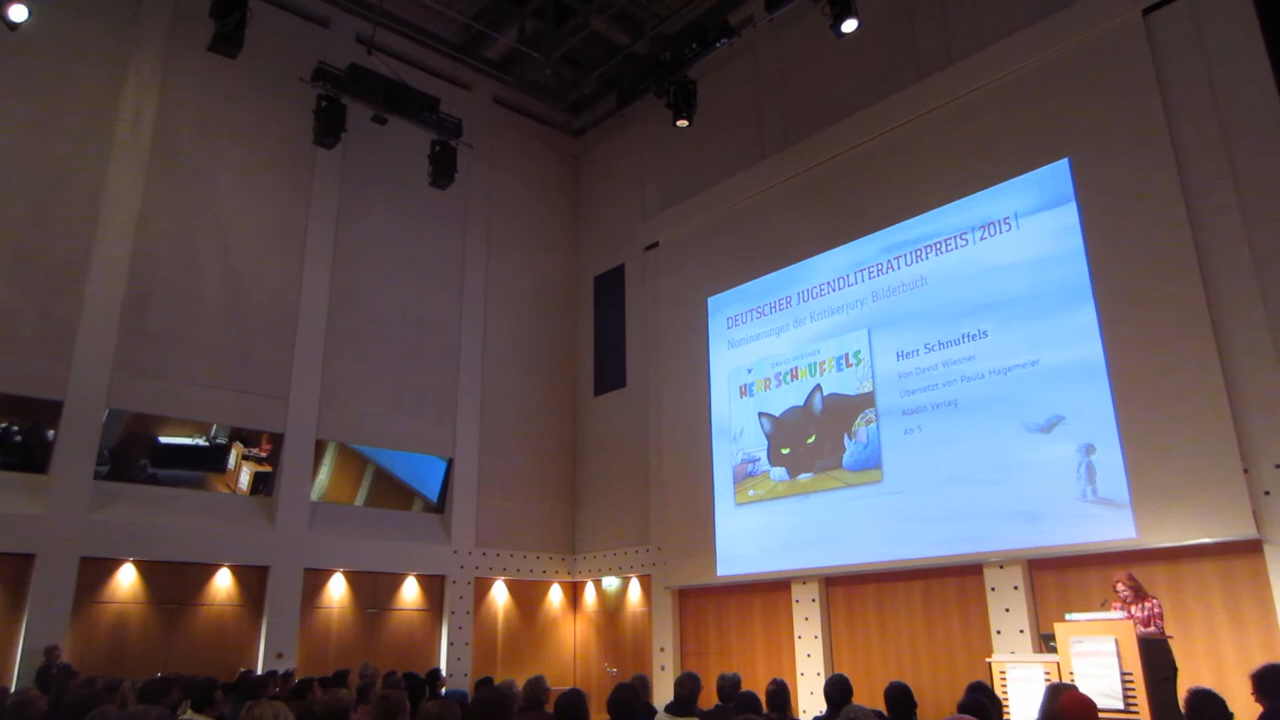 DEUTSCHER JUGENDLITERATURPREIS | 2015 |
Nominierungen der Kritikerjury: Bilderbuch
DAVID WIESNER
HERR SCHNUFFELS
Herr Schnuffels
Von David Wiesner
Übersetzt von Paula Hagemeier
Aladin Verlag
Ab 5